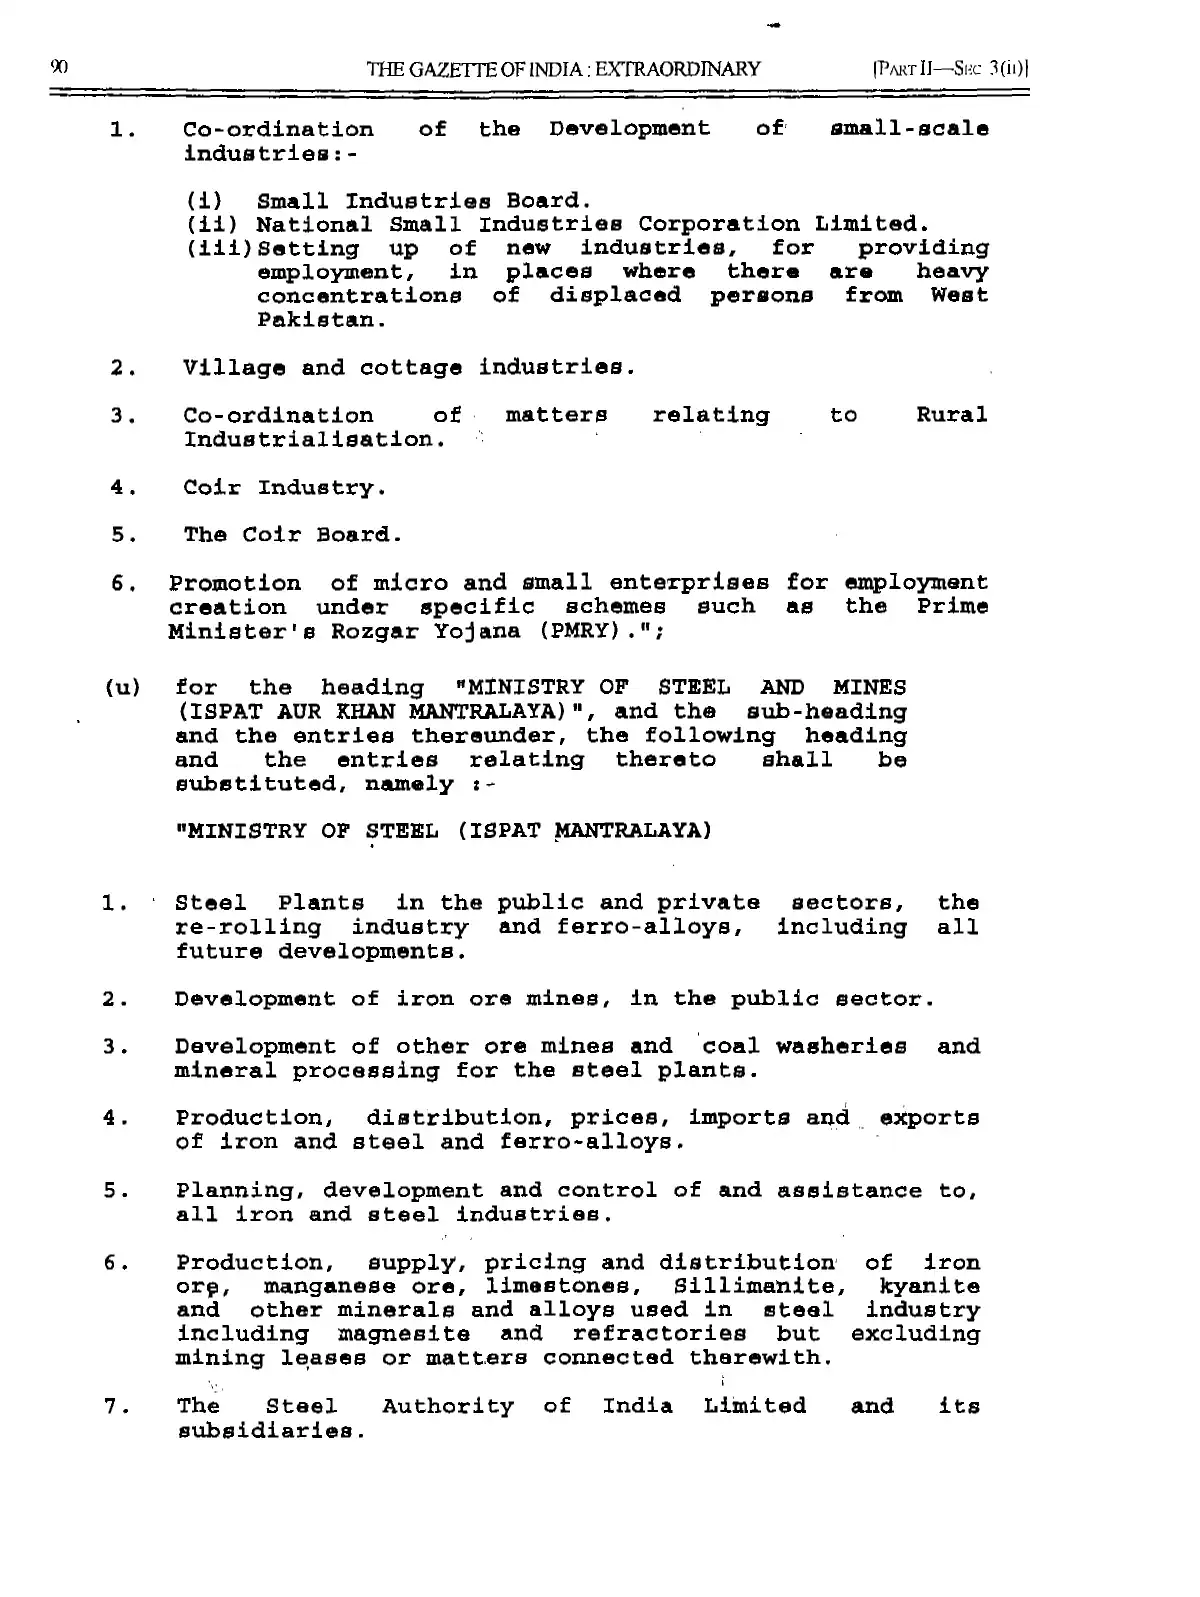 90 THE GAZETTE OF INDIA : EXTRAORDINARY [PART II—SEC 3(ii)]
1. Co-ordination of the Development of small-scale
industries:-
(i) Small Industries Board.
(ii) National Small Industries Corporation Limited.
(iii) Setting up of new industries, for providing
employment, in places where there are heavy
concentrations of displaced persons from West
Pakistan.
2. Village and cottage industries.
3. Co-ordination of matters relating to Rural
Industrialisation.
4. Coir Industry.
5. The Coir Board.
6. Promotion of micro and small enterprises for employment
creation under specific schemes such as the Prime
Minister's Rozgar Yojana (PMRY).";
(u) for the heading "MINISTRY OF STEEL AND MINES
(ISPAT AUR KHAN MANTRALAYA)", and the sub-heading
and the entries thereunder, the following heading
and the entries relating thereto shall be
substituted, namely :-
"MINISTRY OF STEEL (ISPAT MANTRALAYA)
1. Steel Plants in the public and private sectors, the
re-rolling industry and ferro-alloys, including all
future developments.
2. Development of iron ore mines, in the public sector.
3. Development of other ore mines and coal washeries and
mineral processing for the steel plants.
4. Production, distribution, prices, imports and exports
of iron and steel and ferro-alloys.
5. Planning, development and control of and assistance to,
all iron and steel industries.
6. Production, supply, pricing and distribution of iron
ore, manganese ore, limestones, Sillimanite, kyanite
and other minerals and alloys used in steel industry
including magnesite and refractories but excluding
mining leases or matters connected therewith.
7. The Steel Authority of India Limited and its
subsidiaries.